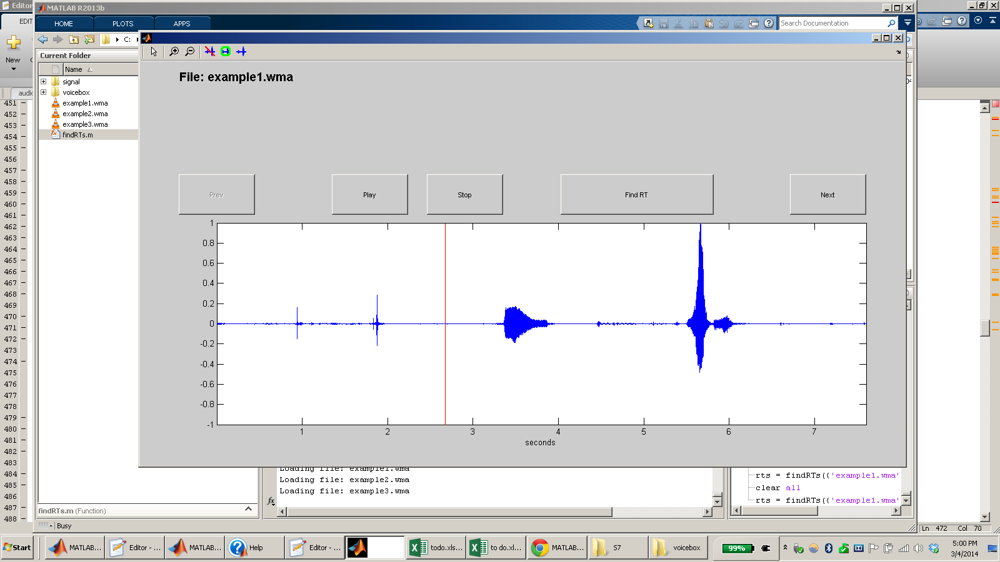 Editor
MATLAB R2013b
EDIT
HOME
PLOTS
APPS
Search Documentation
New
C:
Current Folder
Name
signal
voicebox
example1.wma
example2.wma
example3.wma
findRTs.m
File: example1.wma
Prev
Play
Stop
Find RT
Next
1
0.8
0.6
0.4
0.2
0
-0.2
-0.4
-0.6
-0.8
-1
1 2 3 4 5 6 7
seconds
451
452
453
454
455
456
457
458
459
460
461
462
463
464
465
466
467
468
469
470
471
472
473
474
475
476
477
478
479
480
481
482
483
484
485
486
487
488
Loading file: example1.wma
Loading file: example2.wma
Loading file: example3.wma
fx
rts = findRTs({'example1.wma'
clear all
rts = findRTs({'example1.wma'
findRTs.m (Function)
Busy
Ln 472 Col 70
Start
MATLAB...
Editor - ...
MATLAB...
Help
Editor - ...
todo.xls...
to do.xl...
MATLAB...
S7
voicebox
99%
5:00 PM
3/4/2014